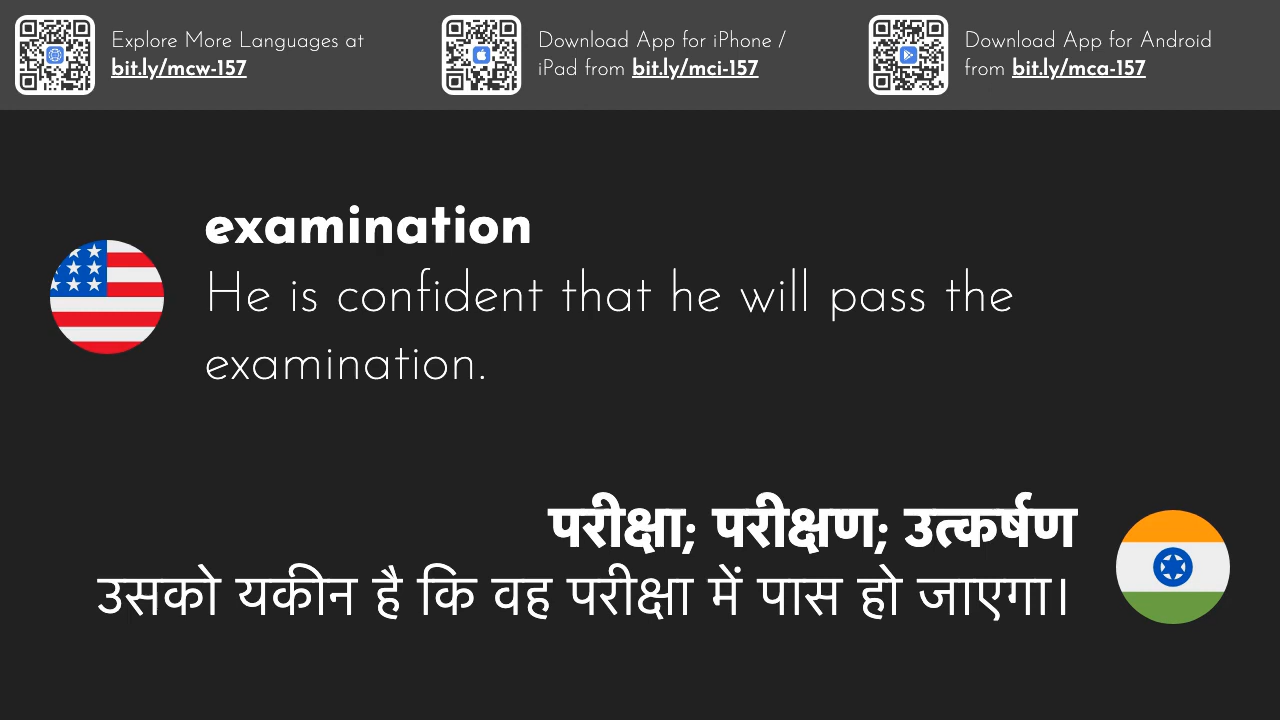 Explore More Languages at
bit.ly/mcw-157
Download App for iPhone /
iPad from bit.ly/mci-157
Download App for Android
from bit.ly/mca-157
examination
He is confident that he will pass the
examination.
परीक्षा; परीक्षण; उत्कर्षण
उसको यकीन है कि वह परीक्षा में पास हो जाएगा।